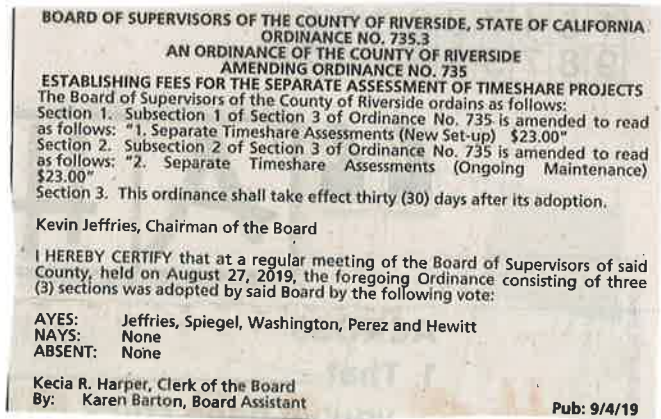 BOARD OF SUPERVISORS OF THE COUNTY OF RIVERSIDE, STATE OF CALIFORNIA
ORDINANCE NO. 735.3
AN ORDINANCE OF THE COUNTY OF RIVERSIDE
AMENDING ORDINANCE NO. 735
ESTABLISHING FEES FOR THE SEPARATE ASSESSMENT OF TIMESHARE PROJECTS
The Board of Supervisors of the County of Riverside ordains as follows:
Section 1. Subsection 1 of Section 3 of Ordinance No. 735 is amended to read
as follows: "1. Separate Timeshare Assessments (New Set-up) $23.00"
Section 2. Subsection 2 of Section 3 of Ordinance No. 735 is amended to read
as follows: "2. Separate Timeshare Assessments (Ongoing Maintenance)
$23.00"
Section 3. This ordinance shall take effect thirty (30) days after its adoption.
Kevin Jeffries, Chairman of the Board
I HEREBY CERTIFY that at a regular meeting of the Board of Supervisors of said
County, held on August 27, 2019, the foregoing Ordinance consisting of three
(3) sections was adopted by said Board by the following vote:
AYES: Jeffries, Spiegel, Washington, Perez and Hewitt
NAYS: None
ABSENT: None
Kecia R. Harper, Clerk of the Board
By: Karen Barton, Board Assistant
Pub: 9/4/19